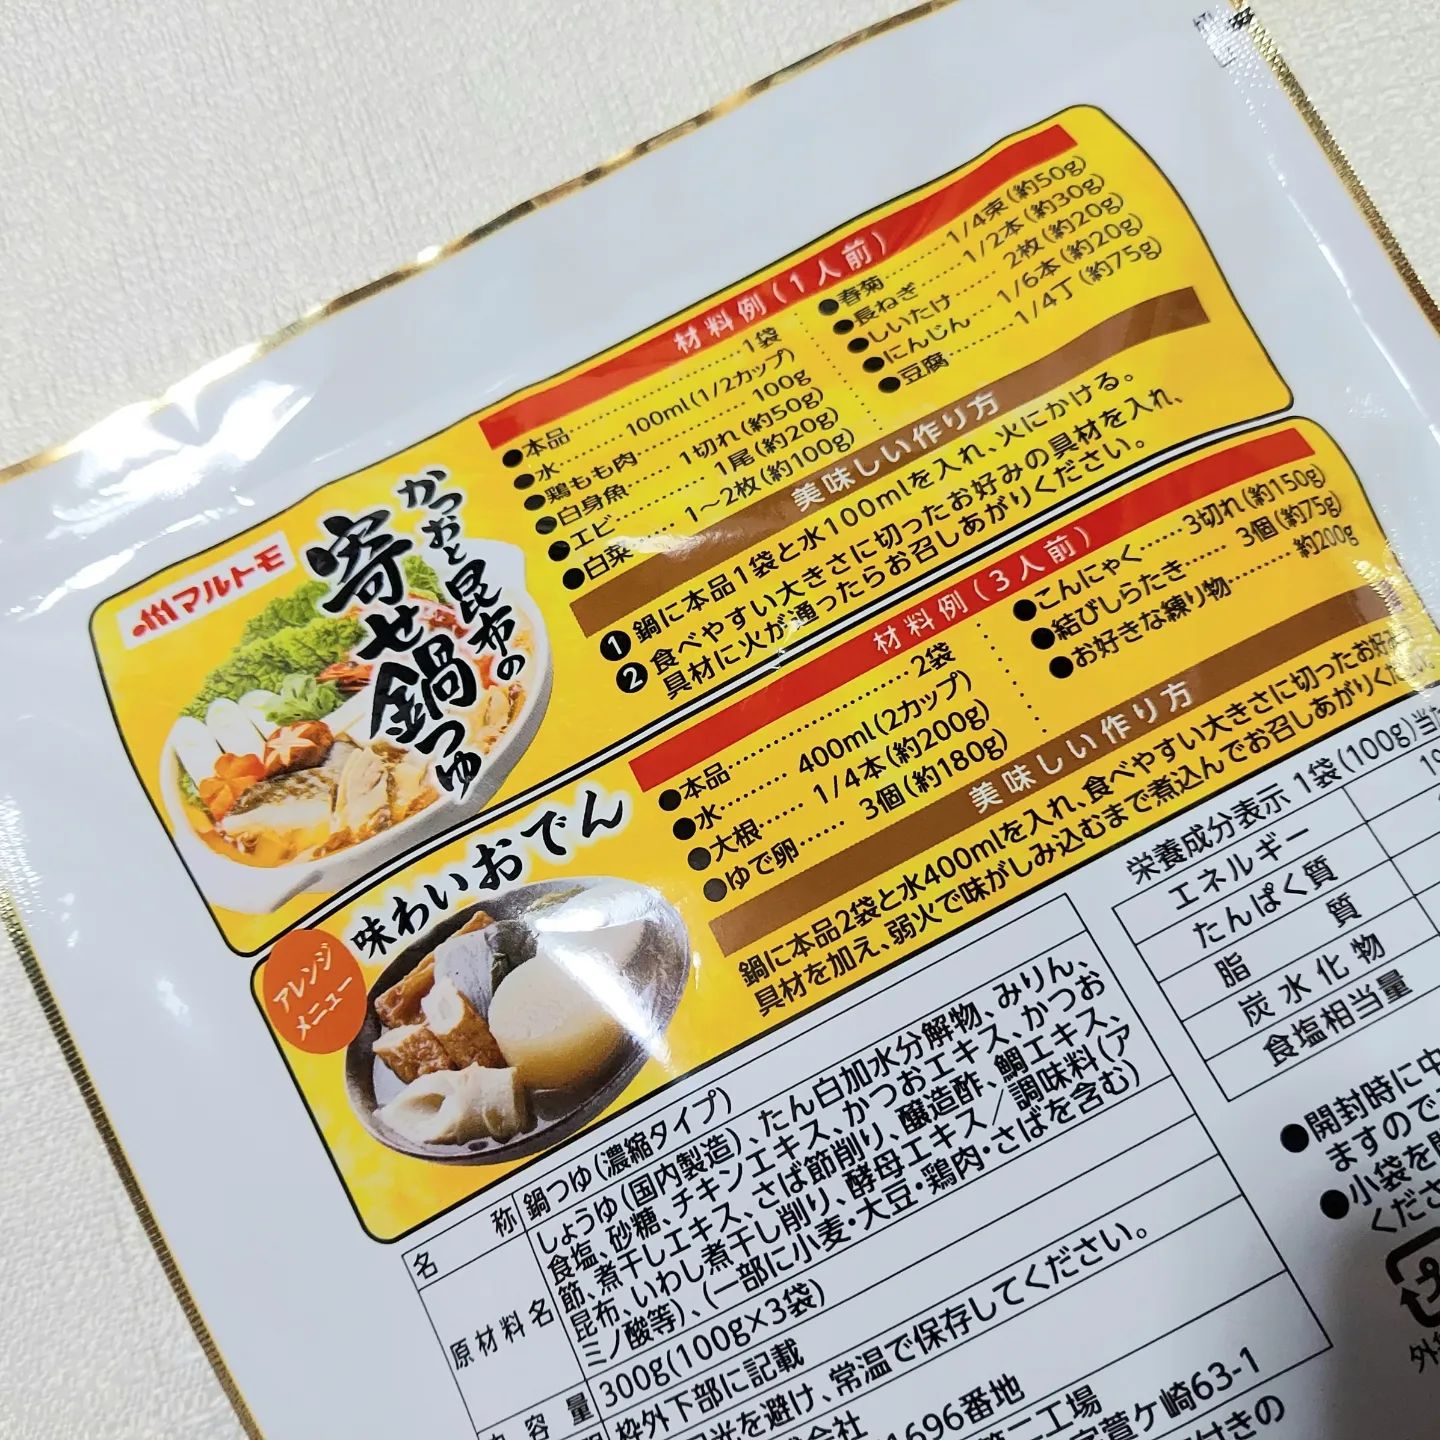 マルトモ
かつおと昆布の
寄せ鍋つゆ
材料例(1人前)
●本品……1袋
●水……100ml(1/2カップ)
●鶏もも肉……100g
●白身魚……1切れ(約50g)
●エビ……1尾(約20g)
●白菜……1〜2枚(約100g)
●春菊……1/4束(約50g)
●長ねぎ……1/2本(約30g)
●しいたけ……2枚(約20g)
●にんじん……1/6本(約20g)
●豆腐……1/4丁(約75g)
美味しい作り方
❶鍋に本品1袋と水100mlを入れ、火にかける。
❷食べやすい大きさに切ったお好みの具材を入れ、
具材に火が通ったらお召しあがりください。
アレンジ
メニュー
味わいおでん
材料例(3人前)
●本品……2袋
●水……400ml(2カップ)
●大根……1/4本(約200g)
●ゆで卵……3個(約180g)
●こんにゃく……3切れ(約150g)
●結びしらたき……3個(約75g)
●お好きな練り物……約200g
美味しい作り方
鍋に本品2袋と水400mlを入れ、食べやすい大きさに切ったお好み
具材を加え、弱火で味がしみ込むまで煮込んでお召しあがりくだ
名称 鍋つゆ(濃縮タイプ)
原材料名 しょうゆ(国内製造)、たん白加水分解物、みりん、
食塩、砂糖、チキンエキス、かつおエキス、かつお
節、煮干しエキス、さば節削り、醸造酢、鯛エキス、
昆布、いわし煮干し削り、酵母エキス／調味料(ア
ミノ酸等)、(一部に小麦・大豆・鶏肉・さばを含む)
内容量 300g(100g×3袋)
枠外下部に記載
日光を避け、常温で保存してください。
式会社
1696番地
工場
字萱ケ崎63-1
付きの
栄養成分表示 1袋(100g)当た
エネルギー
たんぱく質
脂質
炭水化物
食塩相当量
●開封時に中
ますので
●小袋を
くださ
外